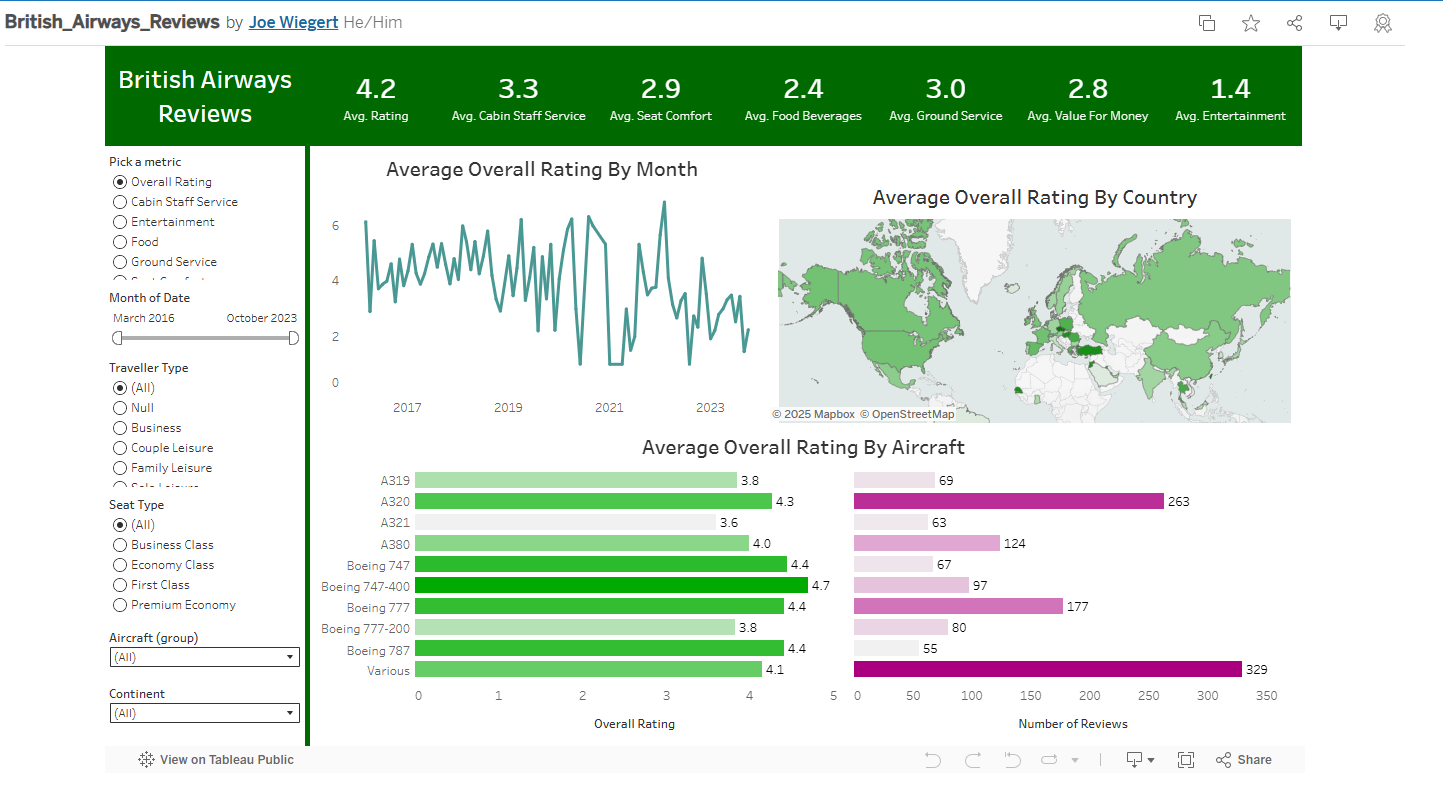 British_Airways_Reviews by Joe Wiegert He/Him
British Airways
Reviews
4.2
Avg. Rating
3.3
Avg. Cabin Staff Service
2.9
Avg. Seat Comfort
2.4
Avg. Food Beverages
3.0
Avg. Ground Service
2.8
Avg. Value For Money
1.4
Avg. Entertainment
Pick a metric
Overall Rating
Cabin Staff Service
Entertainment
Food
Ground Service
Month of Date
March 2016 October 2023
Traveller Type
(All)
Null
Business
Couple Leisure
Family Leisure
Seat Type
(All)
Business Class
Economy Class
First Class
Premium Economy
Aircraft (group)
(All)
Continent
(All)
Average Overall Rating By Month
6
4
2
0
2017 2019 2021 2023
Average Overall Rating By Country
© 2025 Mapbox © OpenStreetMap
Average Overall Rating By Aircraft
A319 3.8 69
A320 4.3 263
A321 3.6 63
A380 4.0 124
Boeing 747 4.4 67
Boeing 747-400 4.7 97
Boeing 777 4.4 177
Boeing 777-200 3.8 80
Boeing 787 4.4 55
Various 4.1 329
0 1 2 3 4 5 0 50 100 150 200 250 300 350
Overall Rating Number of Reviews
View on Tableau Public Share